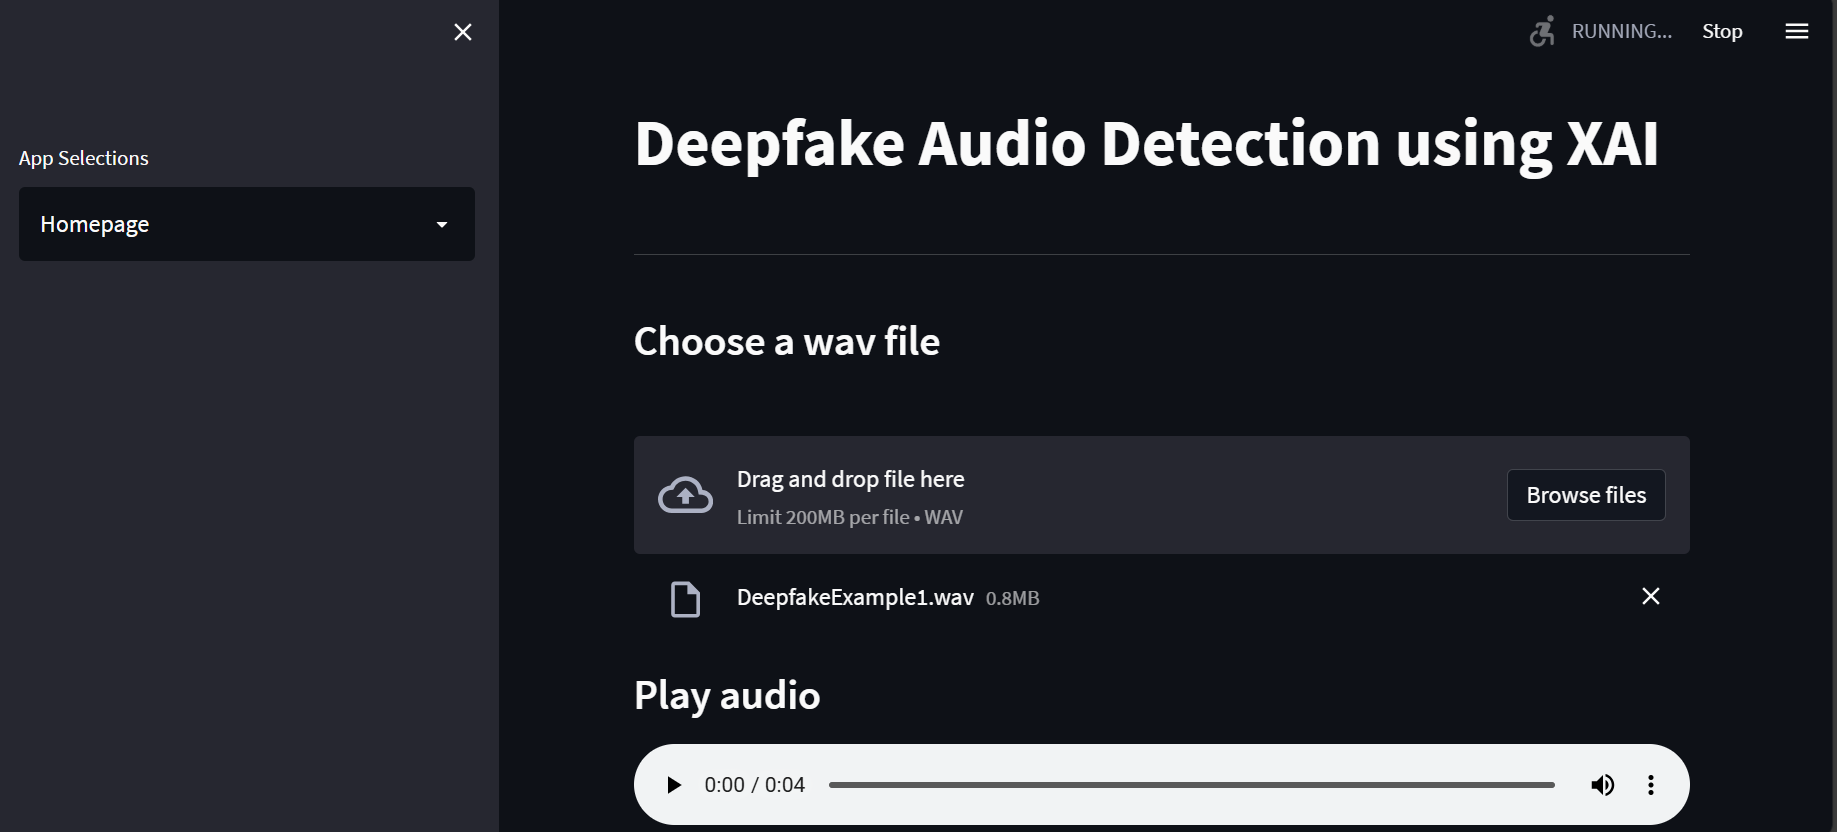 RUNNING... Stop
App Selections
Homepage
Deepfake Audio Detection using XAI
Choose a wav file
Drag and drop file here
Limit 200MB per file • WAV
Browse files
DeepfakeExample1.wav 0.8MB
Play audio
0:00 / 0:04